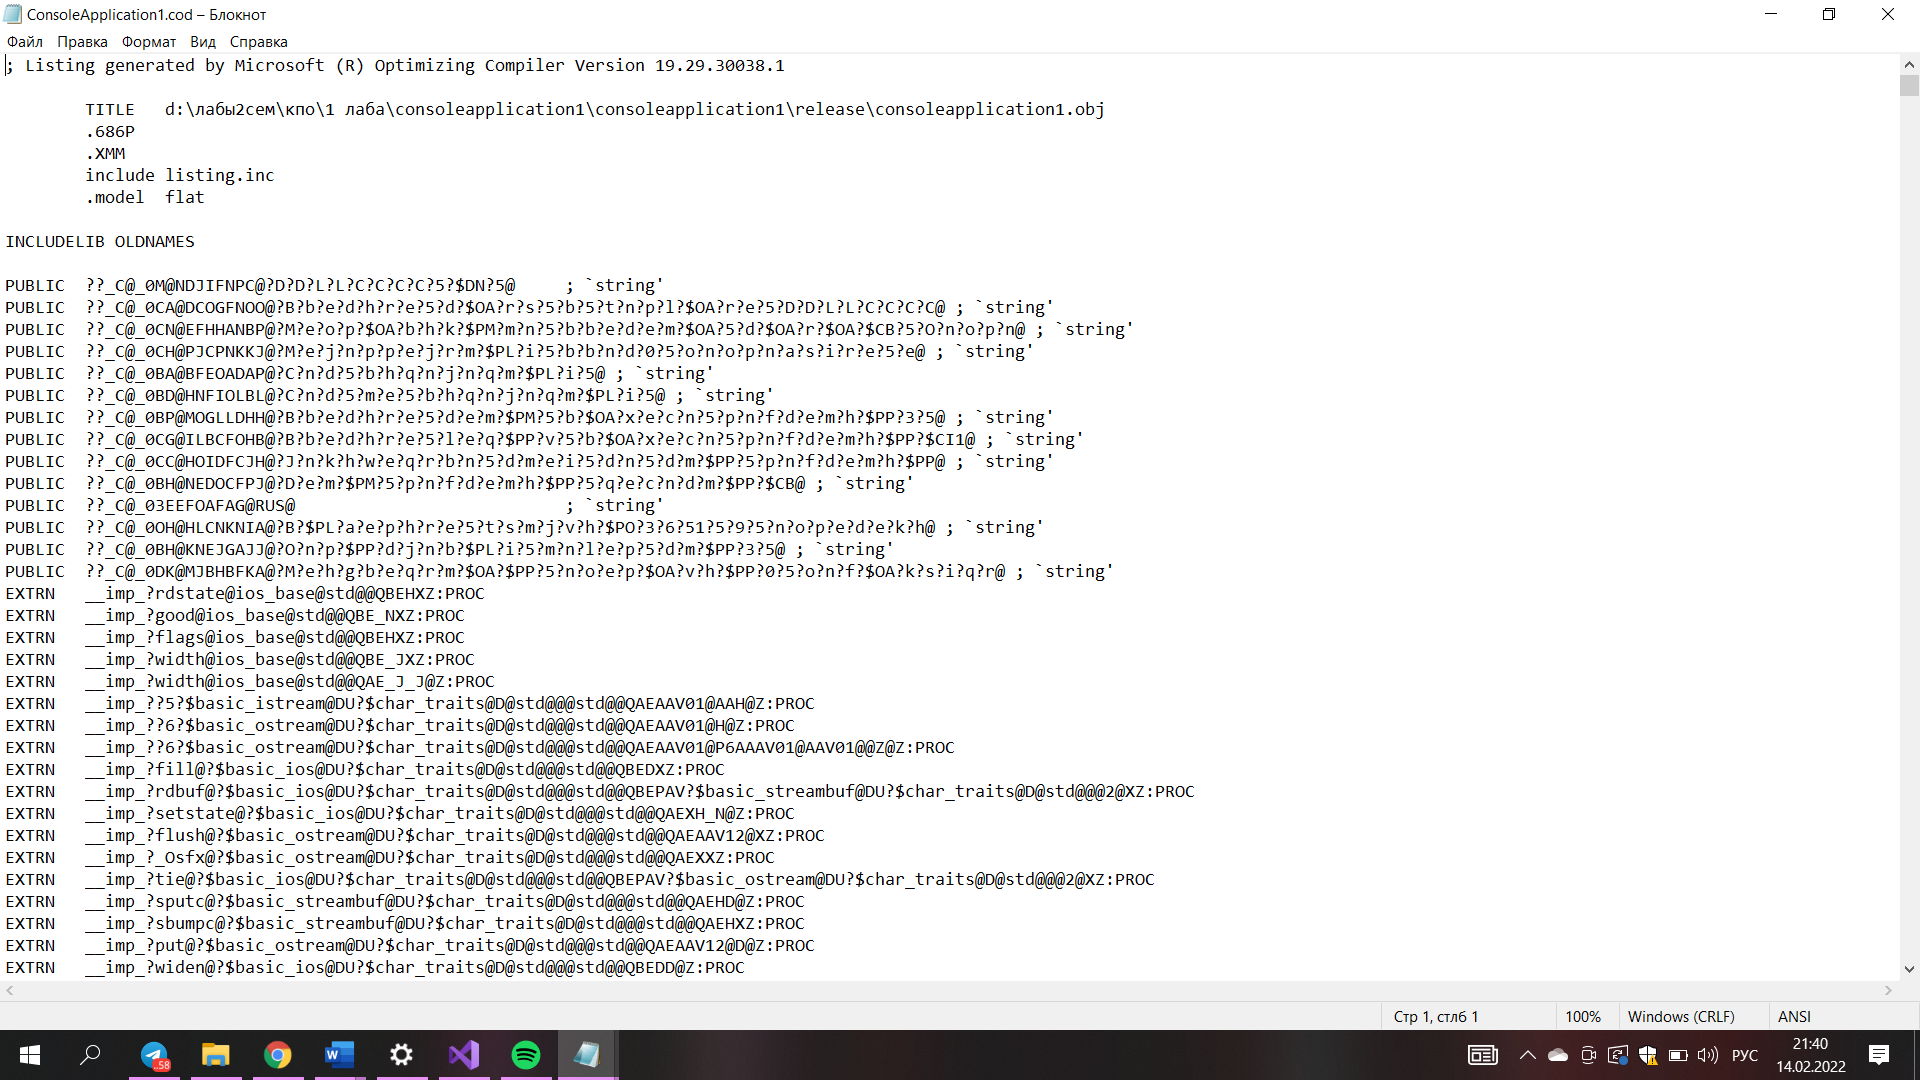 ConsoleApplication1.cod – Блокнот
Файл Правка Формат Вид Справка
; Listing generated by Microsoft (R) Optimizing Compiler Version 19.29.30038.1
TITLE d:\лабы2сем\кпо\1 лаба\consoleapplication1\consoleapplication1\release\consoleapplication1.obj
.686P
.XMM
include listing.inc
.model flat
INCLUDELIB OLDNAMES
PUBLIC ??_C@_0M@NDJIFNPC@?D?D?L?L?C?C?C?C?5?$DN?5@ ; `string'
PUBLIC ??_C@_0CA@DCOGFNOO@?B?b?e?d?h?r?e?5?d?$OA?r?s?5?b?5?t?n?p?l?$OA?r?e?5?D?D?L?L?C?C?C?C@ ; `string'
PUBLIC ??_C@_0CN@EFHHANBP@?M?e?o?p?$OA?b?h?k?$PM?m?n?5?b?b?e?d?e?m?$OA?5?d?$OA?r?$OA?$CB?5?O?n?o?p?n@ ; `string'
PUBLIC ??_C@_0CH@PJCPNKKJ@?M?e?j?n?p?p?e?j?r?m?$PL?i?5?b?b?n?d?0?5?o?n?o?p?n?a?s?i?r?e?5?e@ ; `string'
PUBLIC ??_C@_0BA@BFEOADAP@?C?n?d?5?b?h?q?n?j?n?q?m?$PL?i?5@ ; `string'
PUBLIC ??_C@_0BD@HNFIOLBL@?C?n?d?5?m?e?5?b?h?q?n?j?n?q?m?$PL?i?5@ ; `string'
PUBLIC ??_C@_0BP@MOGLLDHH@?B?b?e?d?h?r?e?5?d?e?m?$PM?5?b?$OA?x?e?c?n?5?p?n?f?d?e?m?h?$PP?3?5@ ; `string'
PUBLIC ??_C@_0CG@ILBCFOHB@?B?b?e?d?h?r?e?5?l?e?q?$PP?v?5?b?$OA?x?e?c?n?5?p?n?f?d?e?m?h?$PP?$CI1@ ; `string'
PUBLIC ??_C@_0CC@HOIDFCJH@?J?n?k?h?w?e?q?r?b?n?5?d?m?e?i?5?d?n?5?d?m?$PP?5?p?n?f?d?e?m?h?$PP@ ; `string'
PUBLIC ??_C@_0BH@NEDOCFPJ@?D?e?m?$PM?5?p?n?f?d?e?m?h?$PP?5?q?e?c?n?d?m?$PP?$CB@ ; `string'
PUBLIC ??_C@_03EEFOAFAG@RUS@ ; `string'
PUBLIC ??_C@_0OH@HLCNKNIA@?B?$PL?a?e?p?h?r?e?5?t?s?m?j?v?h?$PO?3?6?51?5?9?5?n?o?p?e?d?e?k?h@ ; `string'
PUBLIC ??_C@_0BH@KNEJGAJJ@?O?n?p?$PP?d?j?n?b?$PL?i?5?m?n?l?e?p?5?d?m?$PP?3?5@ ; `string'
PUBLIC ??_C@_0DK@MJBHBFKA@?M?e?h?g?b?e?q?r?m?$OA?$PP?5?n?o?e?p?$OA?v?h?$PP?0?5?o?n?f?$OA?k?s?i?q?r@ ; `string'
EXTRN __imp_?rdstate@ios_base@std@@QBEHXZ:PROC
EXTRN __imp_?good@ios_base@std@@QBE_NXZ:PROC
EXTRN __imp_?flags@ios_base@std@@QBEHXZ:PROC
EXTRN __imp_?width@ios_base@std@@QBE_JXZ:PROC
EXTRN __imp_?width@ios_base@std@@QAE_J_J@Z:PROC
EXTRN __imp_??5?$basic_istream@DU?$char_traits@D@std@@@std@@QAEAAV01@AAH@Z:PROC
EXTRN __imp_??6?$basic_ostream@DU?$char_traits@D@std@@@std@@QAEAAV01@H@Z:PROC
EXTRN __imp_??6?$basic_ostream@DU?$char_traits@D@std@@@std@@QAEAAV01@P6AAAV01@AAV01@@Z@Z:PROC
EXTRN __imp_?fill@?$basic_ios@DU?$char_traits@D@std@@@std@@QBEDXZ:PROC
EXTRN __imp_?rdbuf@?$basic_ios@DU?$char_traits@D@std@@@std@@QBEPAV?$basic_streambuf@DU?$char_traits@D@std@@@2@XZ:PROC
EXTRN __imp_?setstate@?$basic_ios@DU?$char_traits@D@std@@@std@@QAEXH_N@Z:PROC
EXTRN __imp_?flush@?$basic_ostream@DU?$char_traits@D@std@@@std@@QAEAAV12@XZ:PROC
EXTRN __imp_?_Osfx@?$basic_ostream@DU?$char_traits@D@std@@@std@@QAEXXZ:PROC
EXTRN __imp_?tie@?$basic_ios@DU?$char_traits@D@std@@@std@@QBEPAV?$basic_ostream@DU?$char_traits@D@std@@@2@XZ:PROC
EXTRN __imp_?sputc@?$basic_streambuf@DU?$char_traits@D@std@@@std@@QAEHD@Z:PROC
EXTRN __imp_?sbumpc@?$basic_streambuf@DU?$char_traits@D@std@@@std@@QAEHXZ:PROC
EXTRN __imp_?put@?$basic_ostream@DU?$char_traits@D@std@@@std@@QAEAAV12@D@Z:PROC
EXTRN __imp_?widen@?$basic_ios@DU?$char_traits@D@std@@@std@@QBEDD@Z:PROC
Стр 1, стлб 1 100% Windows (CRLF) ANSI
.58 W РУС 21:40
14.02.2022